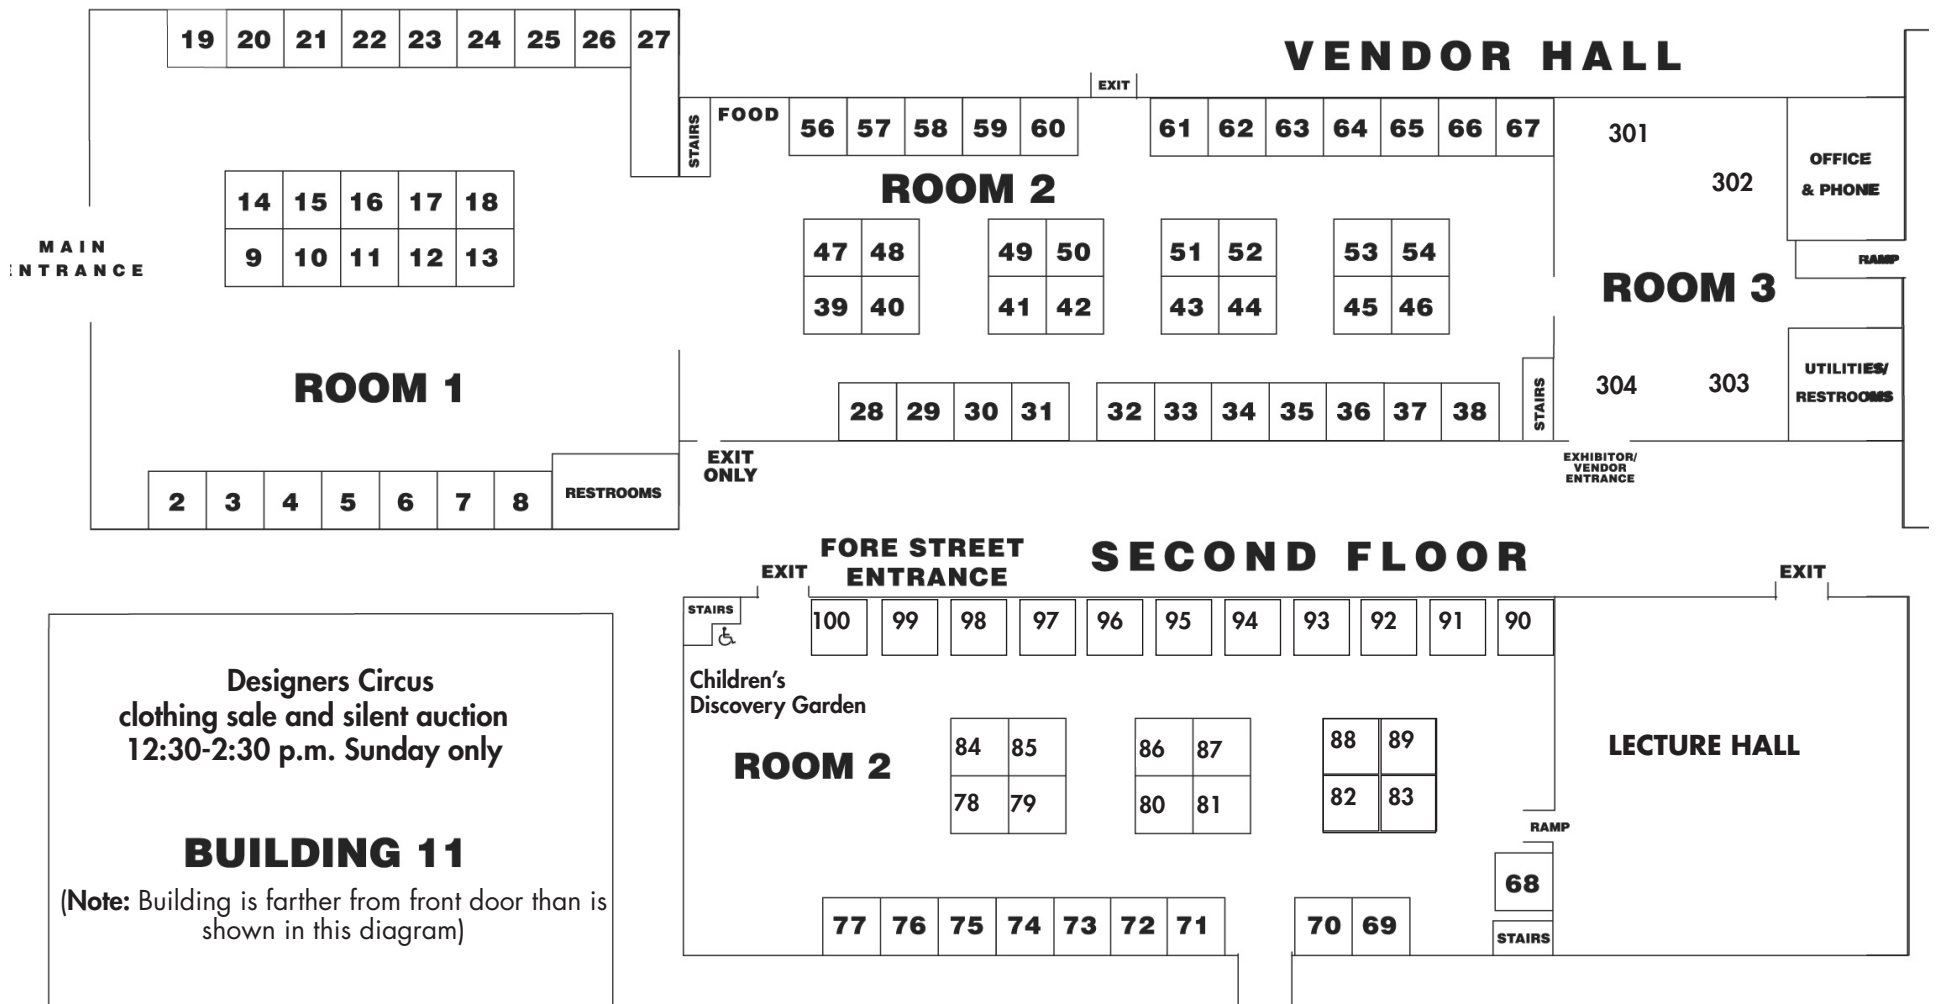 VENDOR HALL
19 20 21 22 23 24 25 26 27
EXIT
STAIRS
FOOD
56 57 58 59 60
61 62 63 64 65 66 67
301
302
OFFICE
& PHONE
ROOM 2
14 15 16 17 18
9 10 11 12 13
MAIN
ENTRANCE
47 48 49 50 51 52 53 54
39 40 41 42 43 44 45 46
RAMP
ROOM 3
ROOM 1
28 29 30 31
32 33 34 35 36 37 38
STAIRS
304
303
UTILITIES/
RESTROOMS
EXIT
ONLY
EXHIBITOR/
VENDOR
ENTRANCE
2 3 4 5 6 7 8
RESTROOMS
FORE STREET
ENTRANCE
SECOND FLOOR
EXIT
EXIT
STAIRS
100 99 98 97 96 95 94 93 92 91 90
Children's
Discovery Garden
ROOM 2
84 85 86 87 88 89
78 79 80 81 82 83
LECTURE HALL
RAMP
68
77 76 75 74 73 72 71
70 69
STAIRS
Designers Circus
clothing sale and silent auction
12:30-2:30 p.m. Sunday only
BUILDING 11
(Note: Building is farther from front door than is
shown in this diagram)